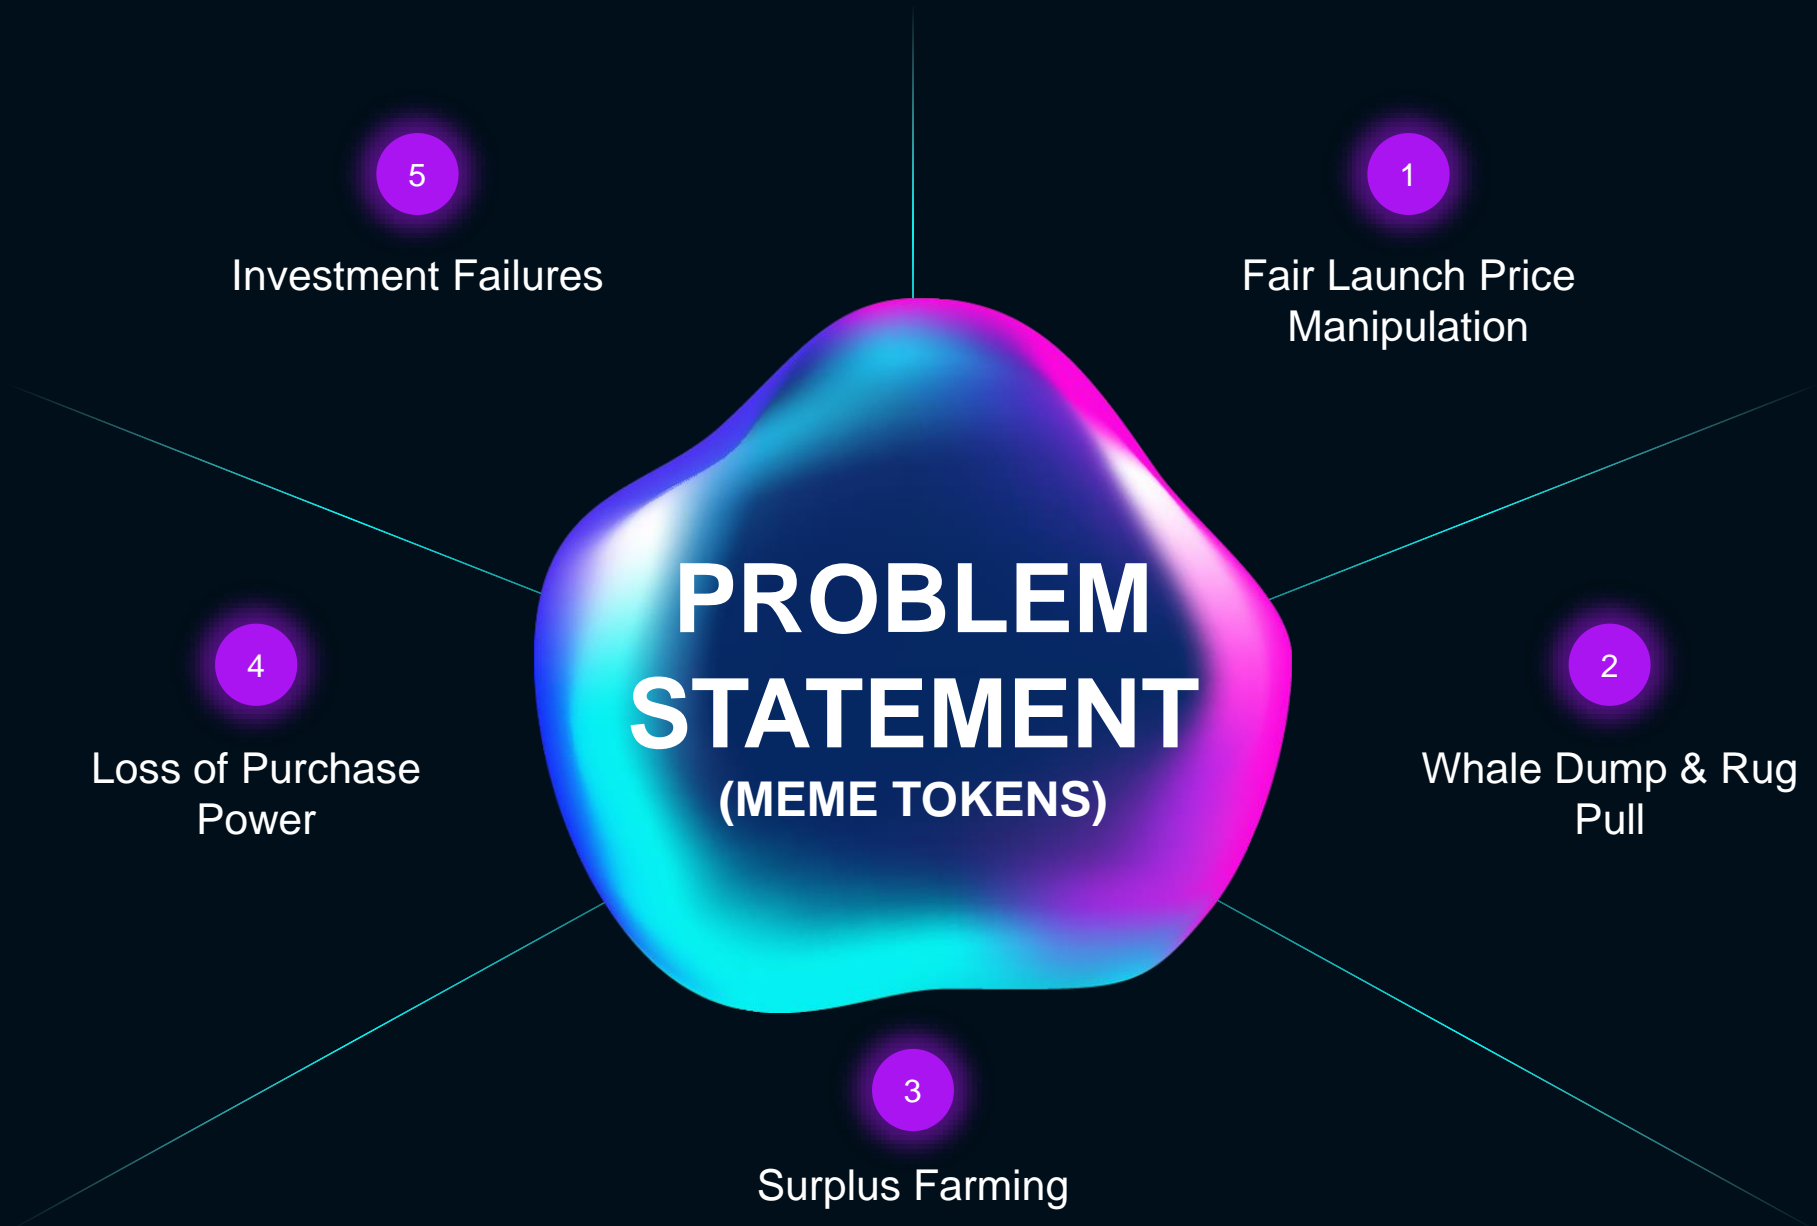 PROBLEM
STATEMENT
(MEME TOKENS)
1
Fair Launch Price
Manipulation
2
Whale Dump & Rug
Pull
3
Surplus Farming
4
Loss of Purchase
Power
5
Investment Failures